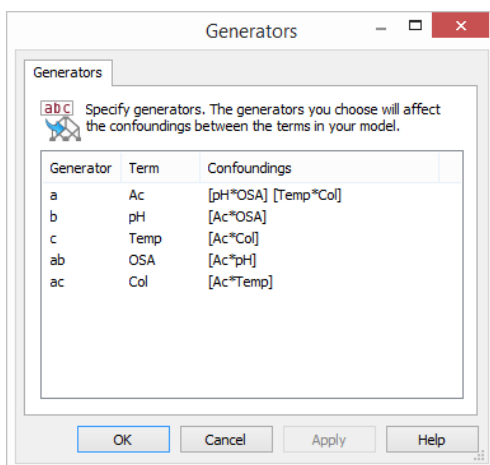 Generators
Generators
abc Specify generators. The generators you choose will affect
the confoundings between the terms in your model.
Generator Term Confoundings
a Ac [pH*OSA] [Temp*Col]
b pH [Ac*OSA]
c Temp [Ac*Col]
ab OSA [Ac*pH]
ac Col [Ac*Temp]
OK Cancel Apply Help